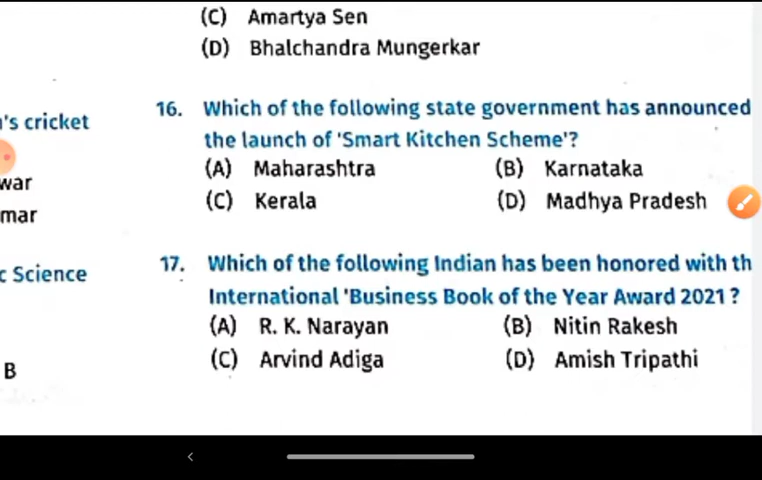 (C) Amartya Sen
(D) Bhalchandra Mungerkar
's cricket
war
mar
c Science
B
16. Which of the following state government has announced
the launch of 'Smart Kitchen Scheme'?
(A) Maharashtra (B) Karnataka
(C) Kerala (D) Madhya Pradesh
17. Which of the following Indian has been honored with th
International 'Business Book of the Year Award 2021?
(A) R. K. Narayan (B) Nitin Rakesh
(C) Arvind Adiga (D) Amish Tripathi